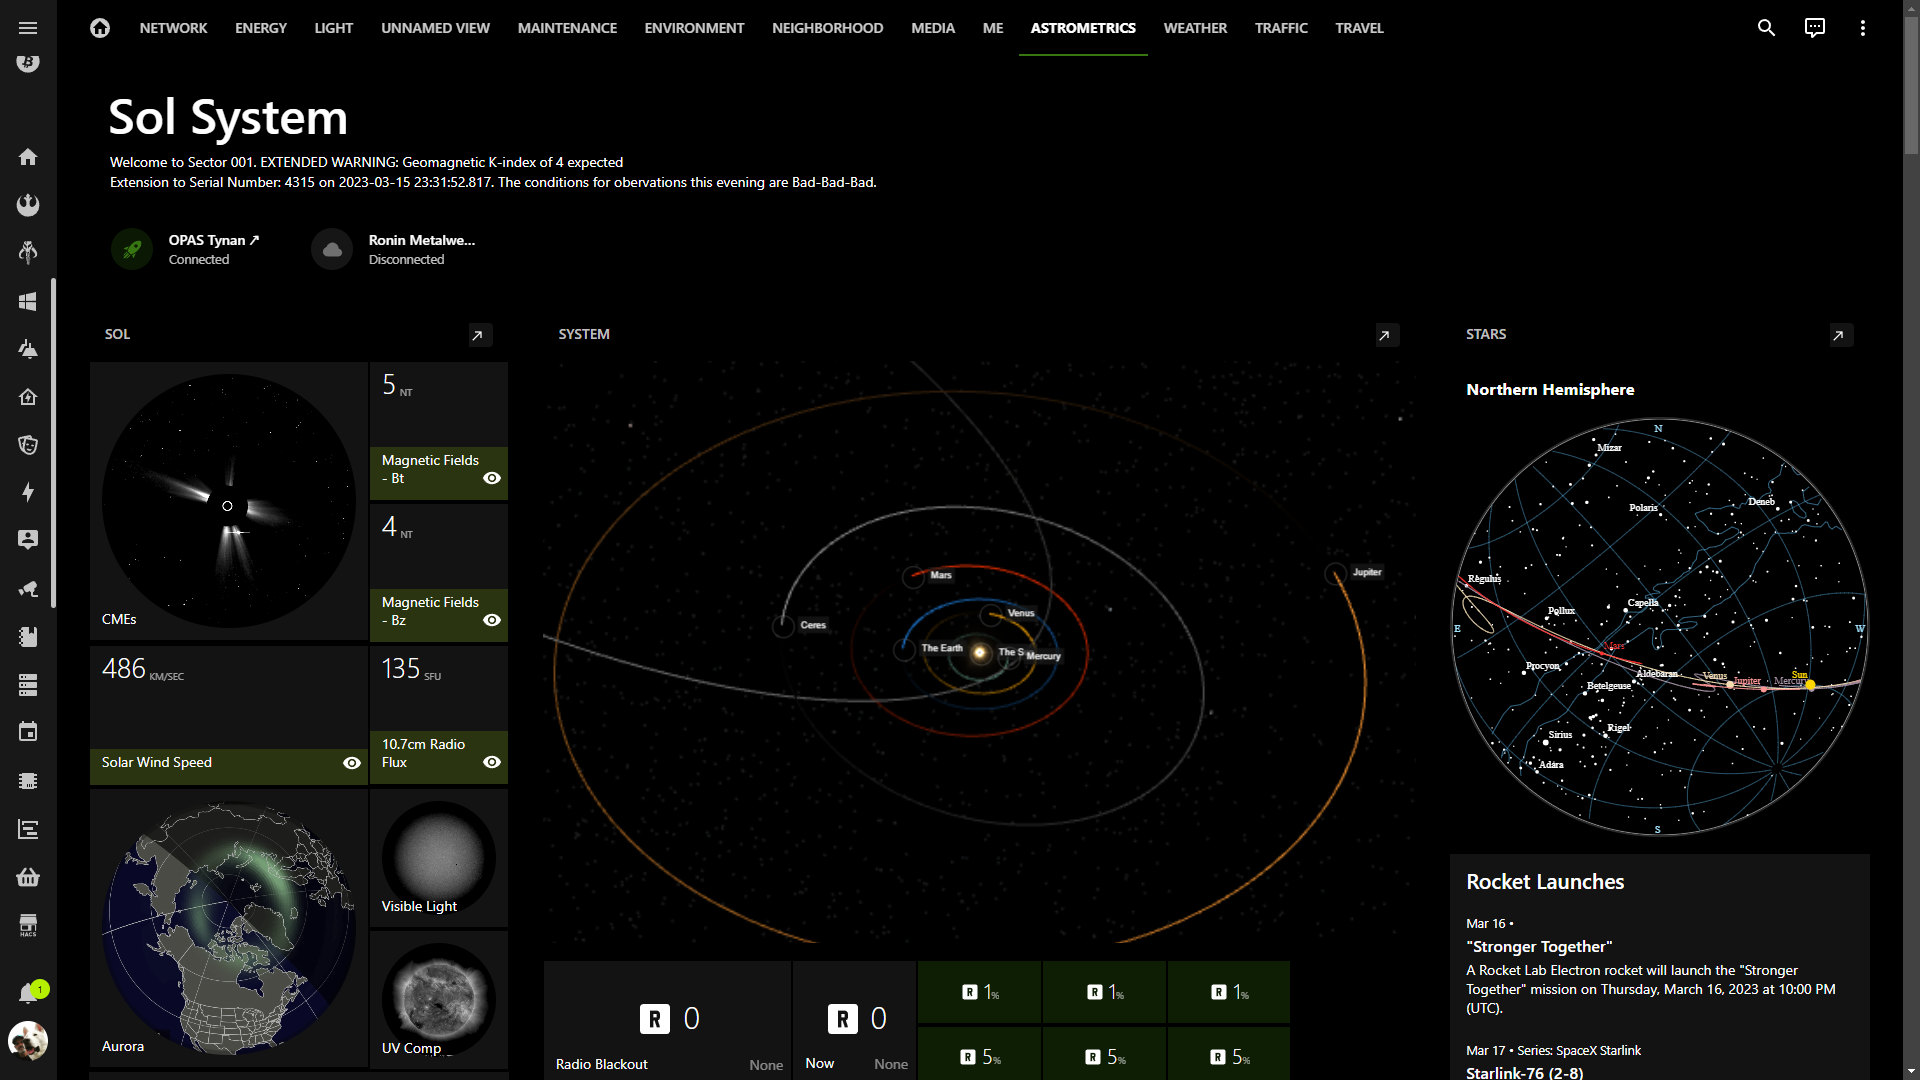 NETWORK
ENERGY
LIGHT
UNNAMED VIEW
MAINTENANCE
ENVIRONMENT
NEIGHBORHOOD
MEDIA
ME
ASTROMETRICS
WEATHER
TRAFFIC
TRAVEL
Sol System
Welcome to Sector 001. EXTENDED WARNING: Geomagnetic K-index of 4 expected
Extension to Serial Number: 4315 on 2023-03-15 23:31:52.817. The conditions for obervations this evening are Bad-Bad-Bad.
OPAS Tynan ↗
Connected
Ronin Metalwe...
Disconnected
SOL
CMEs
5 NT
Magnetic Fields
- Bt
4 NT
Magnetic Fields
- Bz
486 KM/SEC
Solar Wind Speed
135 SFU
10.7cm Radio
Flux
Aurora
Visible Light
UV Comp
HACS
1
SYSTEM
Mars
Jupiter
Venus
Ceres
The Earth
The S
Mercury
R 0
Radio Blackout
None
R 0
Now
None
R 1%
R 1%
R 1%
R 5%
R 5%
R 5%
STARS
Northern Hemisphere
N
Mizar
Deneb
Polaris
Regulus
Capella
Pollux
E
W
Mars
Procyon
Aldebaran
Venus
Jupiter
Mercury
Sun
Betelgeuse
Rigel
Sirius
Adara
S
Rocket Launches
Mar 16 •
"Stronger Together"
A Rocket Lab Electron rocket will launch the "Stronger
Together" mission on Thursday, March 16, 2023 at 10:00 PM
(UTC).
Mar 17 • Series: SpaceX Starlink
Starlink-76 (2-8)